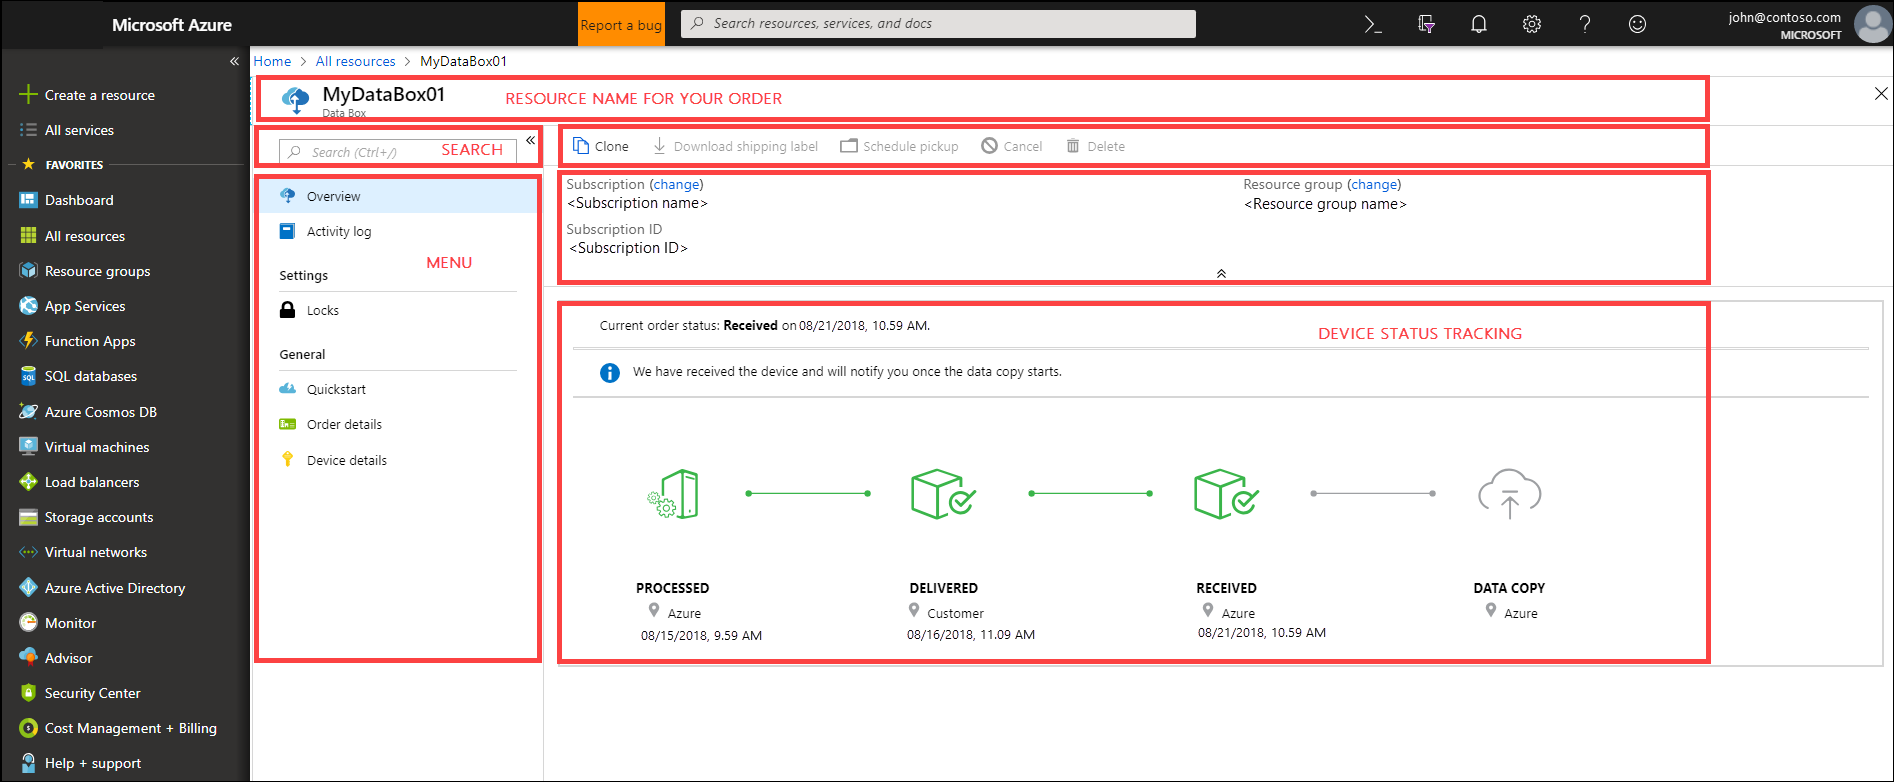 Microsoft Azure
Report a bug
Search resources, services, and docs
john@contoso.com
MICROSOFT
Home > All resources > MyDataBox01
Create a resource
All services
FAVORITES
Dashboard
All resources
Resource groups
App Services
Function Apps
SQL databases
Azure Cosmos DB
Virtual machines
Load balancers
Storage accounts
Virtual networks
Azure Active Directory
Monitor
Advisor
Security Center
Cost Management + Billing
Help + support
MyDataBox01
Data Box
RESOURCE NAME FOR YOUR ORDER
Search (Ctrl+/)
SEARCH
Overview
Activity log
MENU
Settings
Locks
General
Quickstart
Order details
Device details
Clone Download shipping label Schedule pickup Cancel Delete
Subscription (change)
<Subscription name>
Subscription ID
<Subscription ID>
Resource group (change)
<Resource group name>
Current order status: Received on 08/21/2018, 10.59 AM.
DEVICE STATUS TRACKING
We have received the device and will notify you once the data copy starts.
PROCESSED
Azure
08/15/2018, 9.59 AM
DELIVERED
Customer
08/16/2018, 11.09 AM
RECEIVED
Azure
08/21/2018, 10.59 AM
DATA COPY
Azure